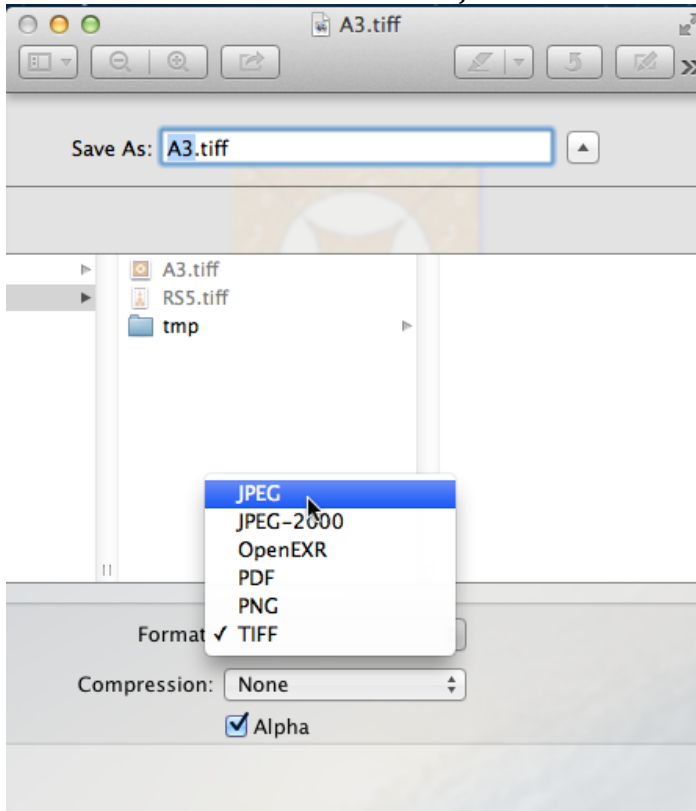 A3.tiff
Save As: A3.tiff
A3.tiff
RS5.tiff
tmp
JPEG
JPEG-2000
OpenEXR
PDF
PNG
Format ✓ TIFF
Compression: None
Alpha